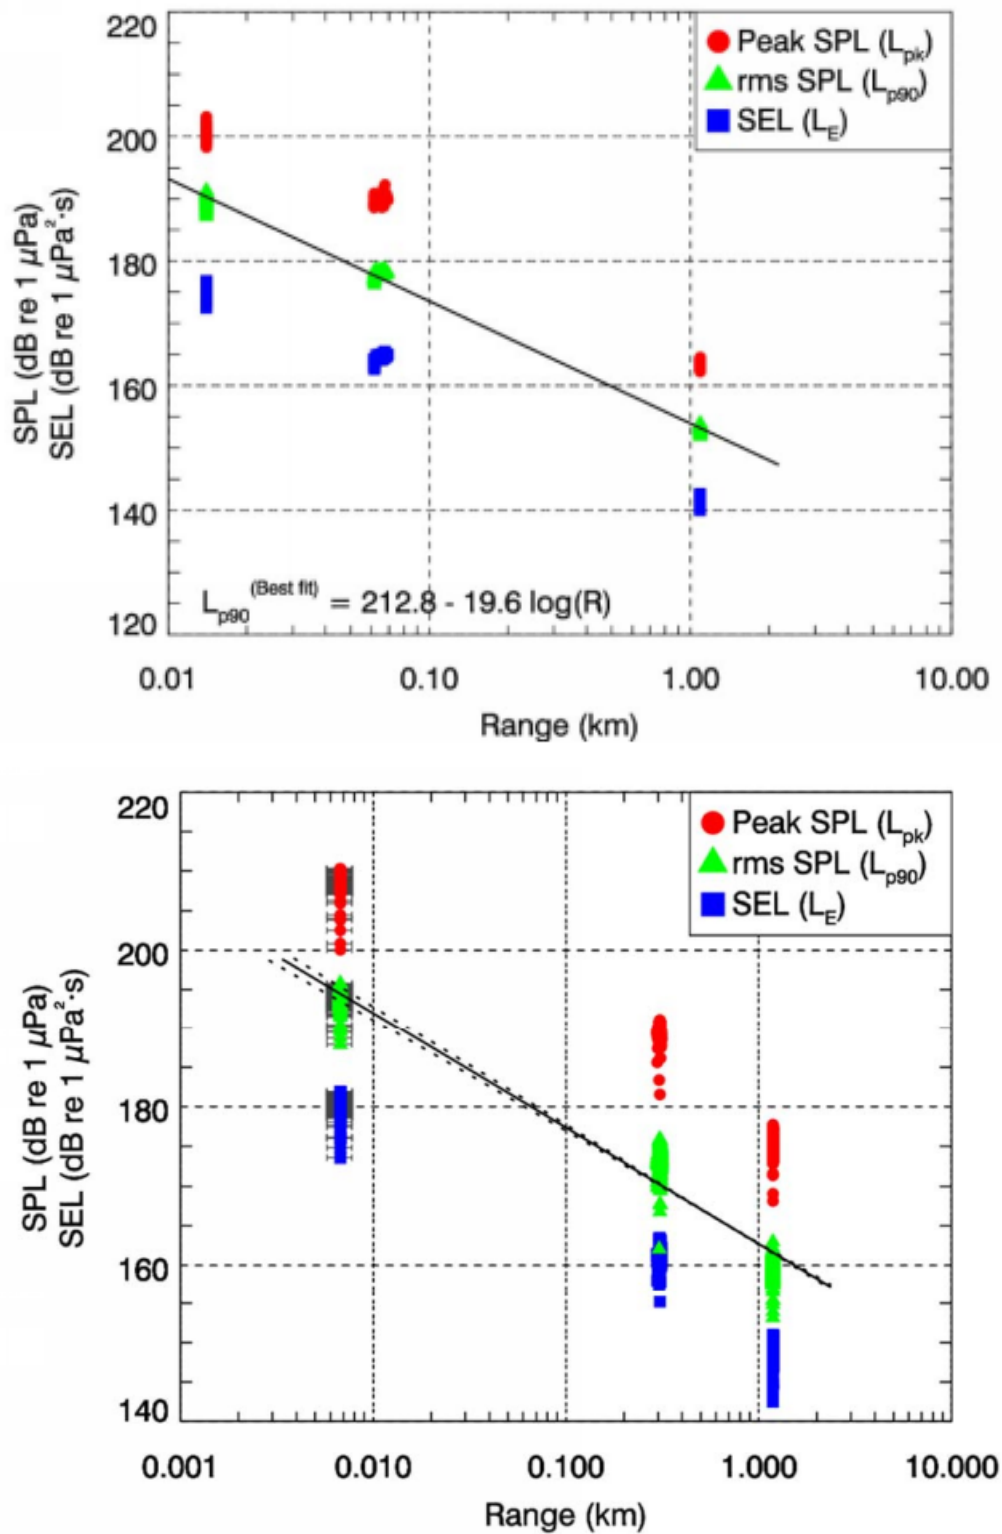 220
200
180
160
140
120
SPL (dB re 1 μPa)
SEL (dB re 1 μPa²·s)
Peak SPL (Lpk)
rms SPL (Lp90)
SEL (LE)
Lp90 (Best fit) = 212.8 - 19.6 log(R)
0.01 0.10 1.00 10.00
Range (km)
220
200
180
160
140
SPL (dB re 1 μPa)
SEL (dB re 1 μPa²·s)
Peak SPL (Lpk)
rms SPL (Lp90)
SEL (LE)
0.001 0.010 0.100 1.000 10.000
Range (km)